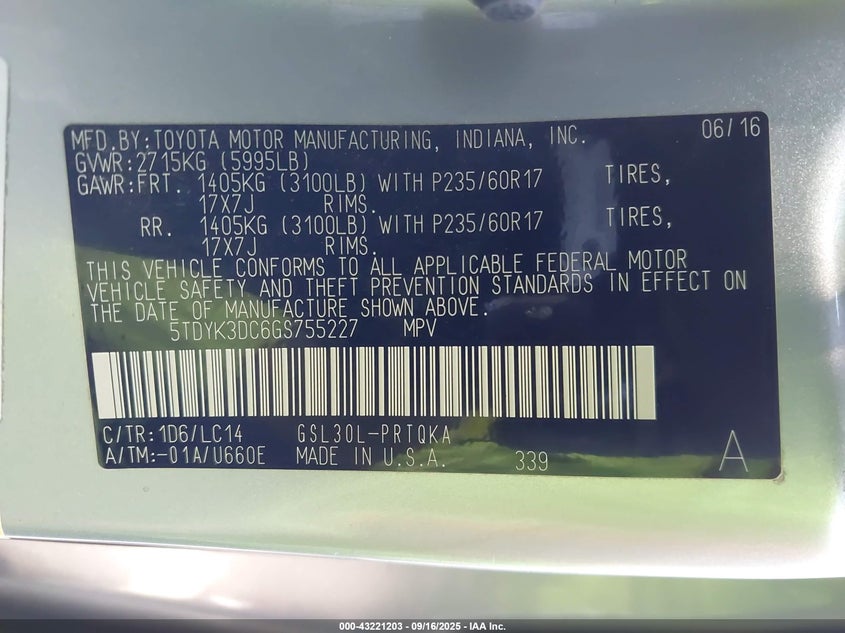 MFD.BY:TOYOTA MOTOR MANUFACTURING, INDIANA, INC. 06/16
GVWR:2715KG (5995LB)
GAWR:FRT. 1405KG (3100LB) WITH P235/60R17 TIRES,
17X7J RIMS.
RR. 1405KG (3100LB) WITH P235/60R17 TIRES,
17X7J RIMS.
THIS VEHICLE CONFORMS TO ALL APPLICABLE FEDERAL MOTOR
VEHICLE SAFETY AND THEFT PREVENTION STANDARDS IN EFFECT ON
THE DATE OF MANUFACTURE SHOWN ABOVE.
5TDYK3DC6GS755227 MPV
C/TR:1D6/LC14 GSL30L-PRTQKA
A/TM:-01A/U660E MADE IN U.S.A. 339 A
000-43221203 - 09/16/2025 - IAA Inc.